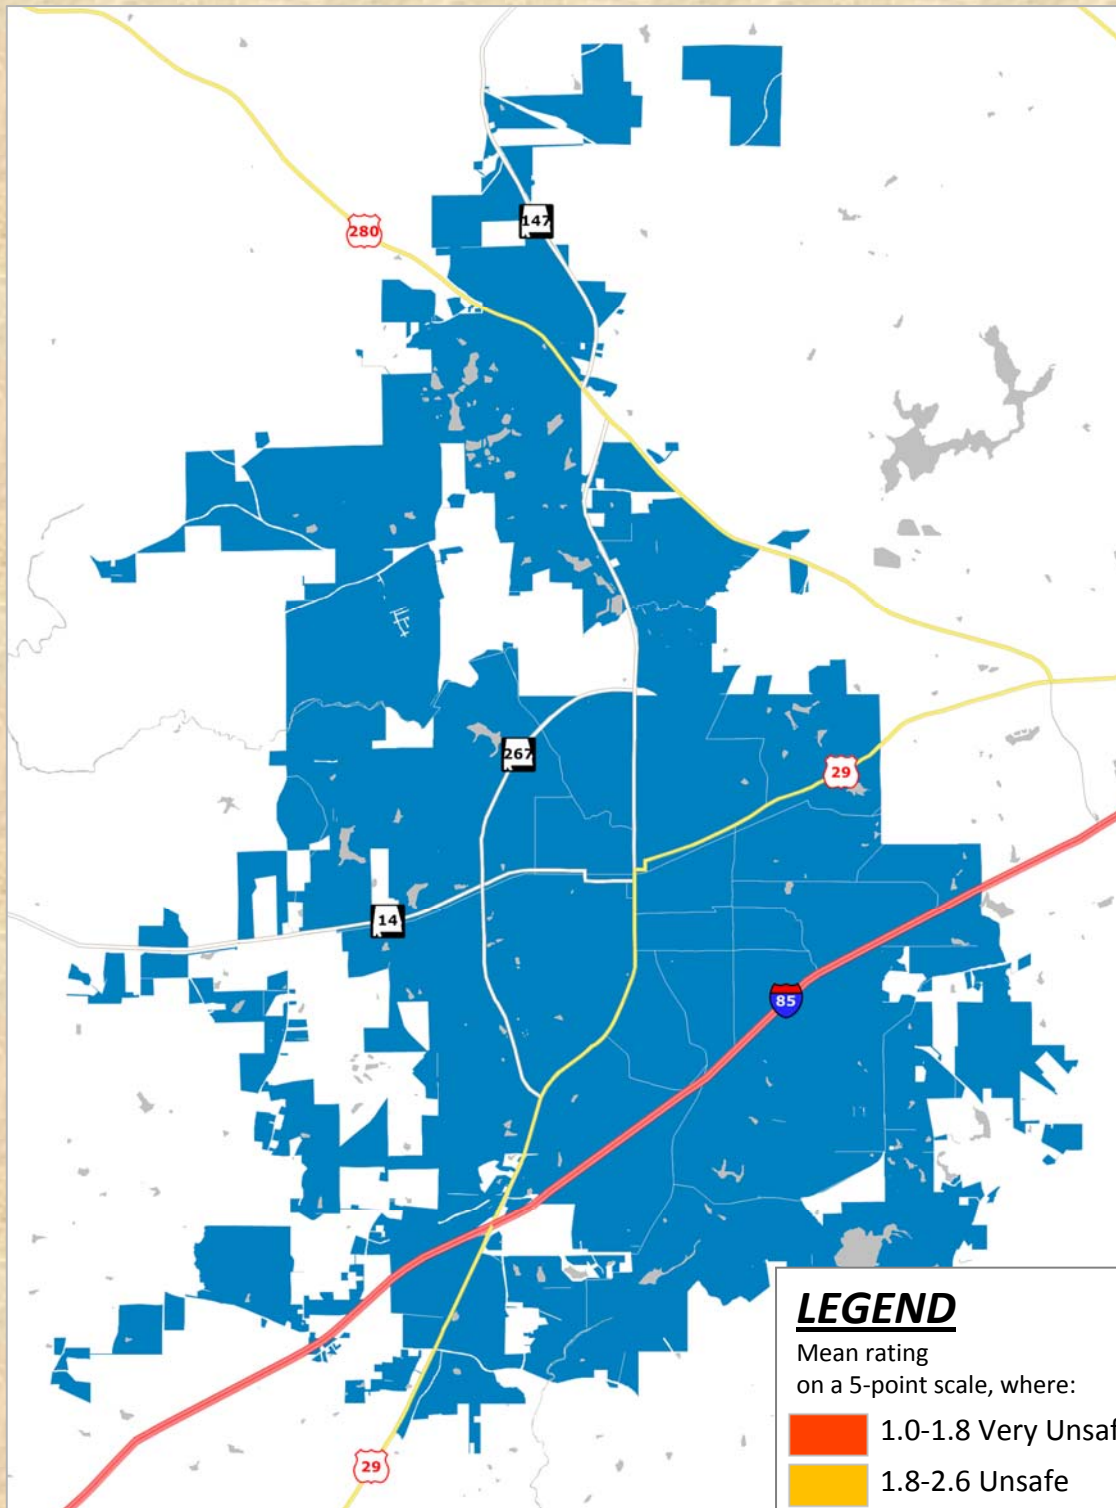 147
280
267
29
14
85
29
LEGEND
Mean rating
on a 5-point scale, where:
1.0-1.8 Very Unsaf
1.8-2.6 Unsafe